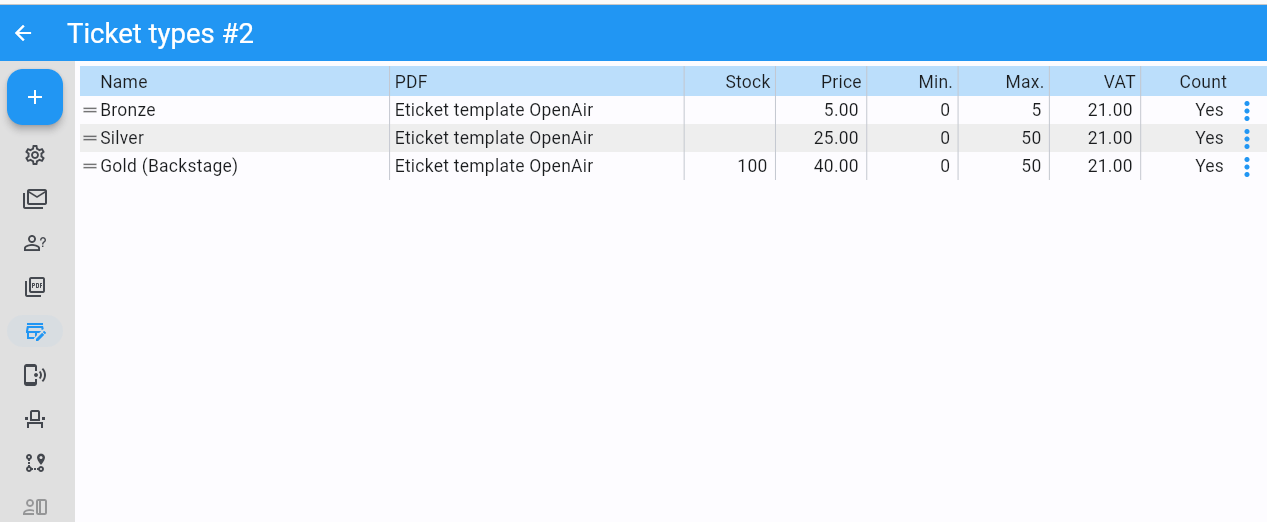 Ticket types #2
Name PDF Stock Price Min. Max. VAT Count
Bronze Eticket template OpenAir 5.00 0 5 21.00 Yes
Silver Eticket template OpenAir 25.00 0 50 21.00 Yes
Gold (Backstage) Eticket template OpenAir 100 40.00 0 50 21.00 Yes
?
PDF